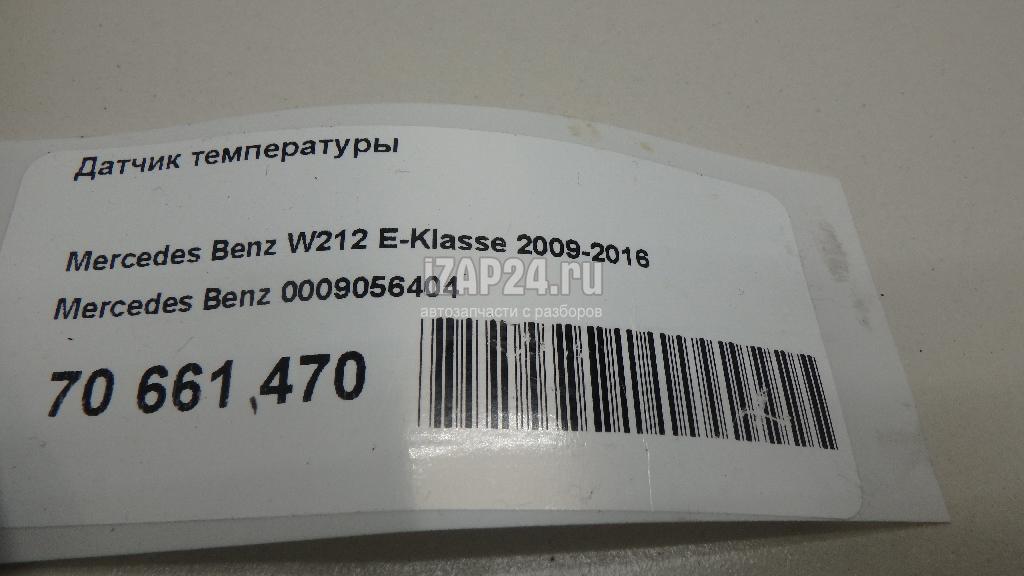 Датчик температуры
Mercedes Benz W212 E-Klasse 2009-2016
Mercedes Benz 0009056404
iZAP24.ru
автозапчасти с разборов
70 661 470